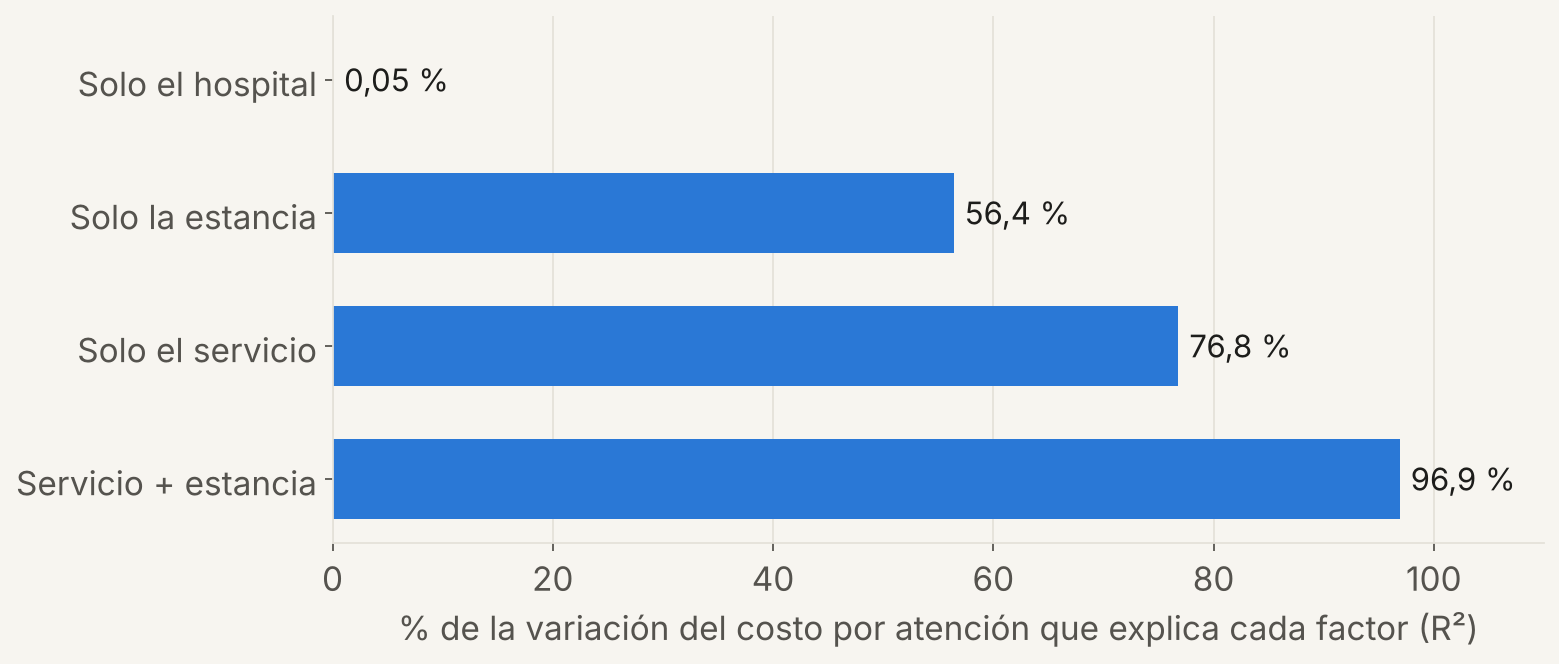 Solo el hospital 0,05 %
Solo la estancia 56,4 %
Solo el servicio 76,8 %
Servicio + estancia 96,9 %
0 20 40 60 80 100
% de la variación del costo por atención que explica cada factor (R²)